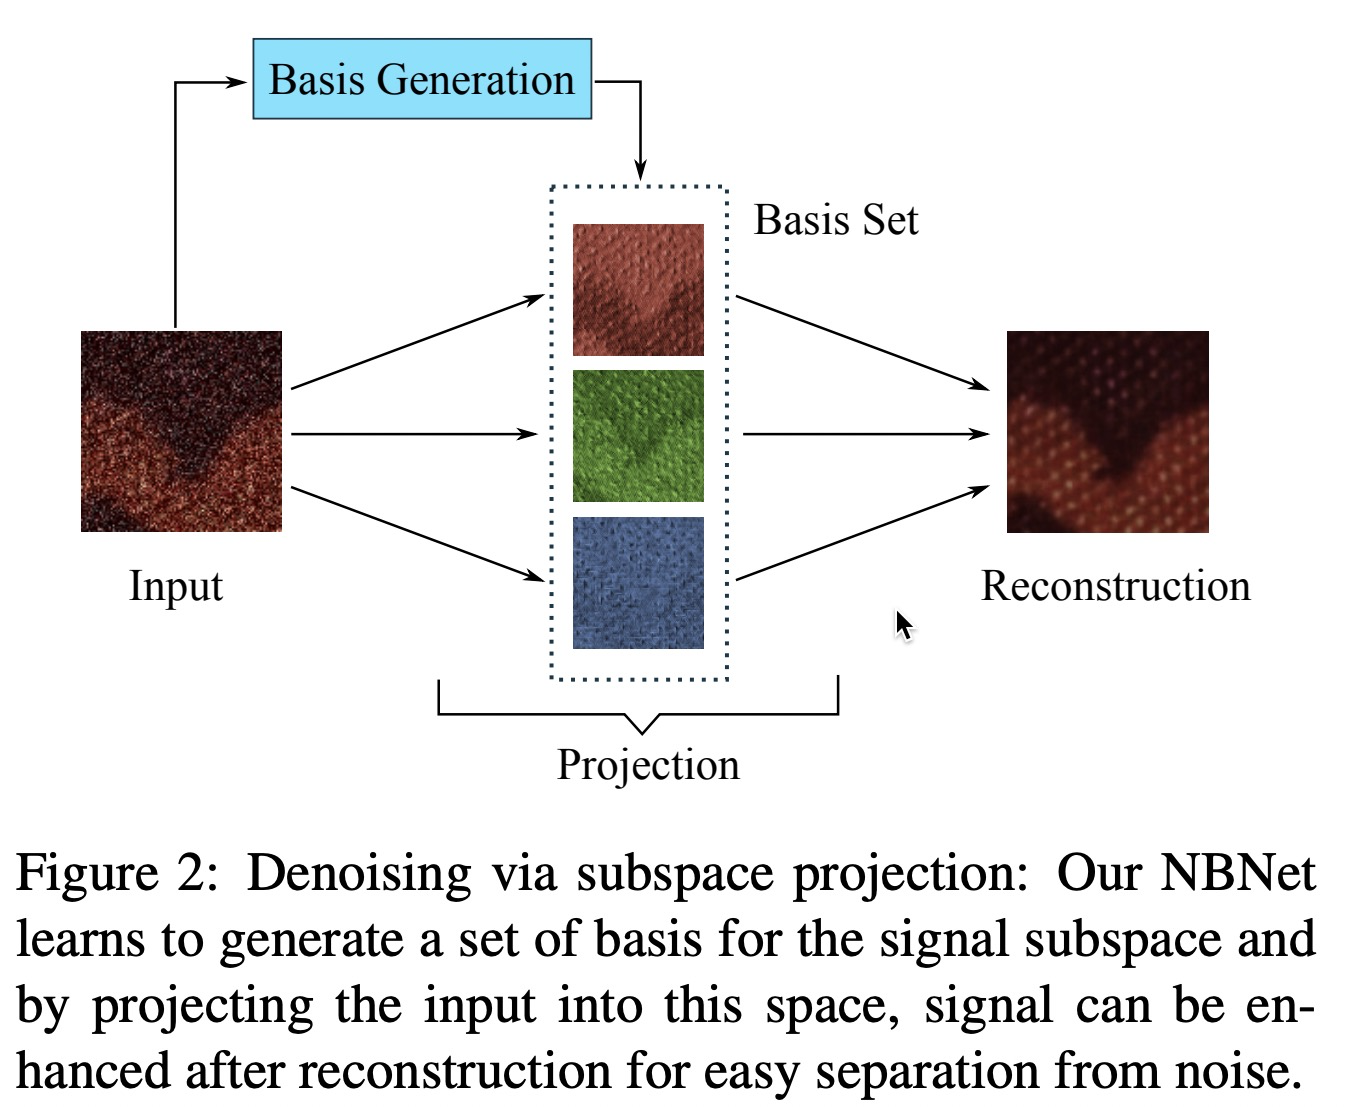 Basis Generation
Basis Set
Input
Reconstruction
Projection
Figure 2: Denoising via subspace projection: Our NBNet
learns to generate a set of basis for the signal subspace and
by projecting the input into this space, signal can be en-
hanced after reconstruction for easy separation from noise.